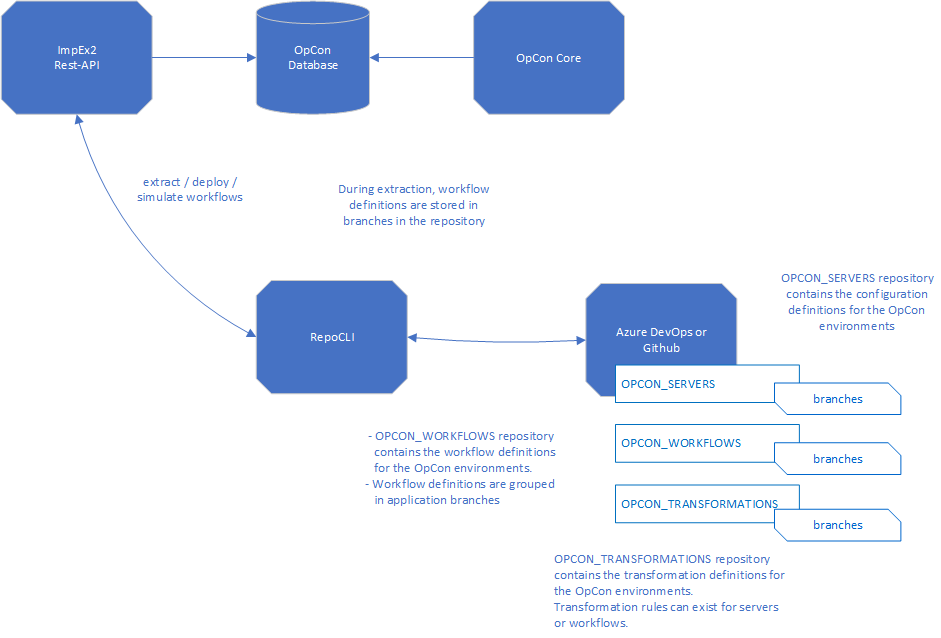 ImpEx2
Rest-API
OpCon
Database
OpCon Core
extract / deploy /
simulate workflows
During extraction, workflow
definitions are stored in
branches in the repository
OPCON_SERVERS repository
contains the configuration
definitions for the OpCon
environments
RepoCLI
Azure DevOps or
Github
OPCON_SERVERS
branches
- OPCON_WORKFLOWS repository
contains the workflow definitions
for the OpCon environments.
- Workflow definitions are grouped
in application branches
OPCON_WORKFLOWS
branches
OPCON_TRANSFORMATIONS
branches
OPCON_TRANSFORMATIONS repository
contains the transformation definitions for
the OpCon environments.
Transformation rules can exist for servers
or workflows.